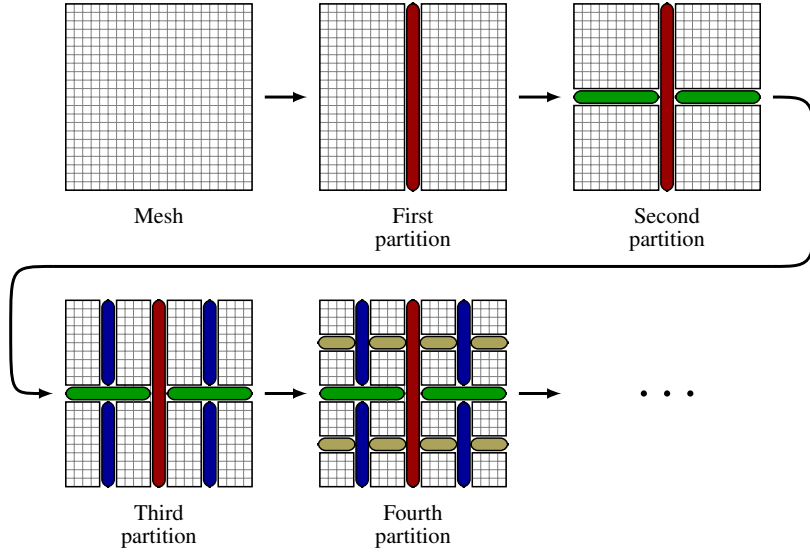 Mesh
First
partition
Second
partition
Third
partition
Fourth
partition